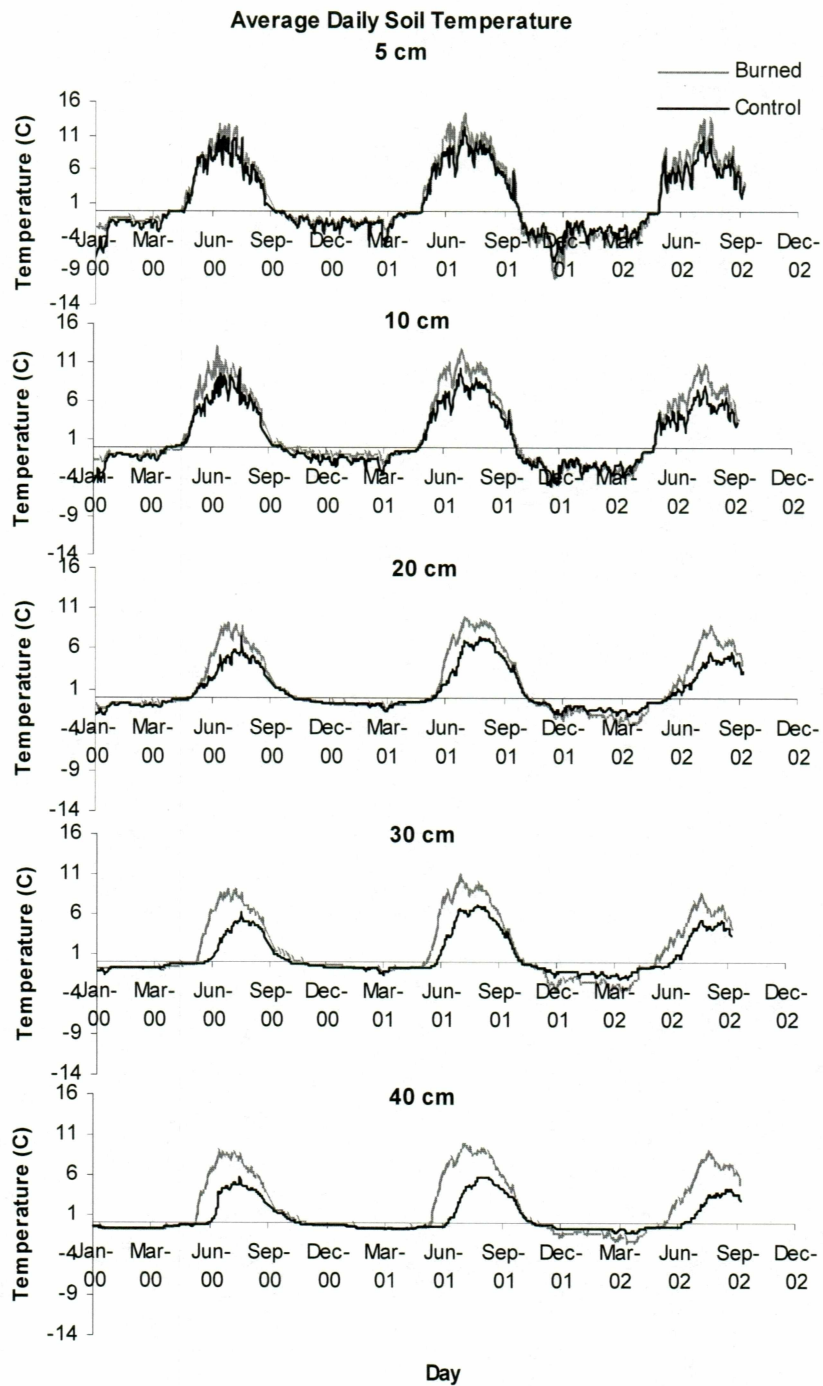 Average Daily Soil Temperature
5 cm
Burned
Control
Temperature (C)
16
11
6
1
-4
-9
-14
Jan-00 Mar-00 Jun-00 Sep-00 Dec-00 Mar-01 Jun-01 Sep-01 Dec-01 Mar-02 Jun-02 Sep-02 Dec-02
10 cm
Temperature (C)
16
11
6
1
-4
-9
-14
Jan-00 Mar-00 Jun-00 Sep-00 Dec-00 Mar-01 Jun-01 Sep-01 Dec-01 Mar-02 Jun-02 Sep-02 Dec-02
20 cm
Temperature (C)
16
11
6
1
-4
-9
-14
Jan-00 Mar-00 Jun-00 Sep-00 Dec-00 Mar-01 Jun-01 Sep-01 Dec-01 Mar-02 Jun-02 Sep-02 Dec-02
30 cm
Temperature (C)
16
11
6
1
-4
-9
-14
Jan-00 Mar-00 Jun-00 Sep-00 Dec-00 Mar-01 Jun-01 Sep-01 Dec-01 Mar-02 Jun-02 Sep-02 Dec-02
40 cm
Temperature (C)
16
11
6
1
-4
-9
-14
Jan-00 Mar-00 Jun-00 Sep-00 Dec-00 Mar-01 Jun-01 Sep-01 Dec-01 Mar-02 Jun-02 Sep-02 Dec-02
Day